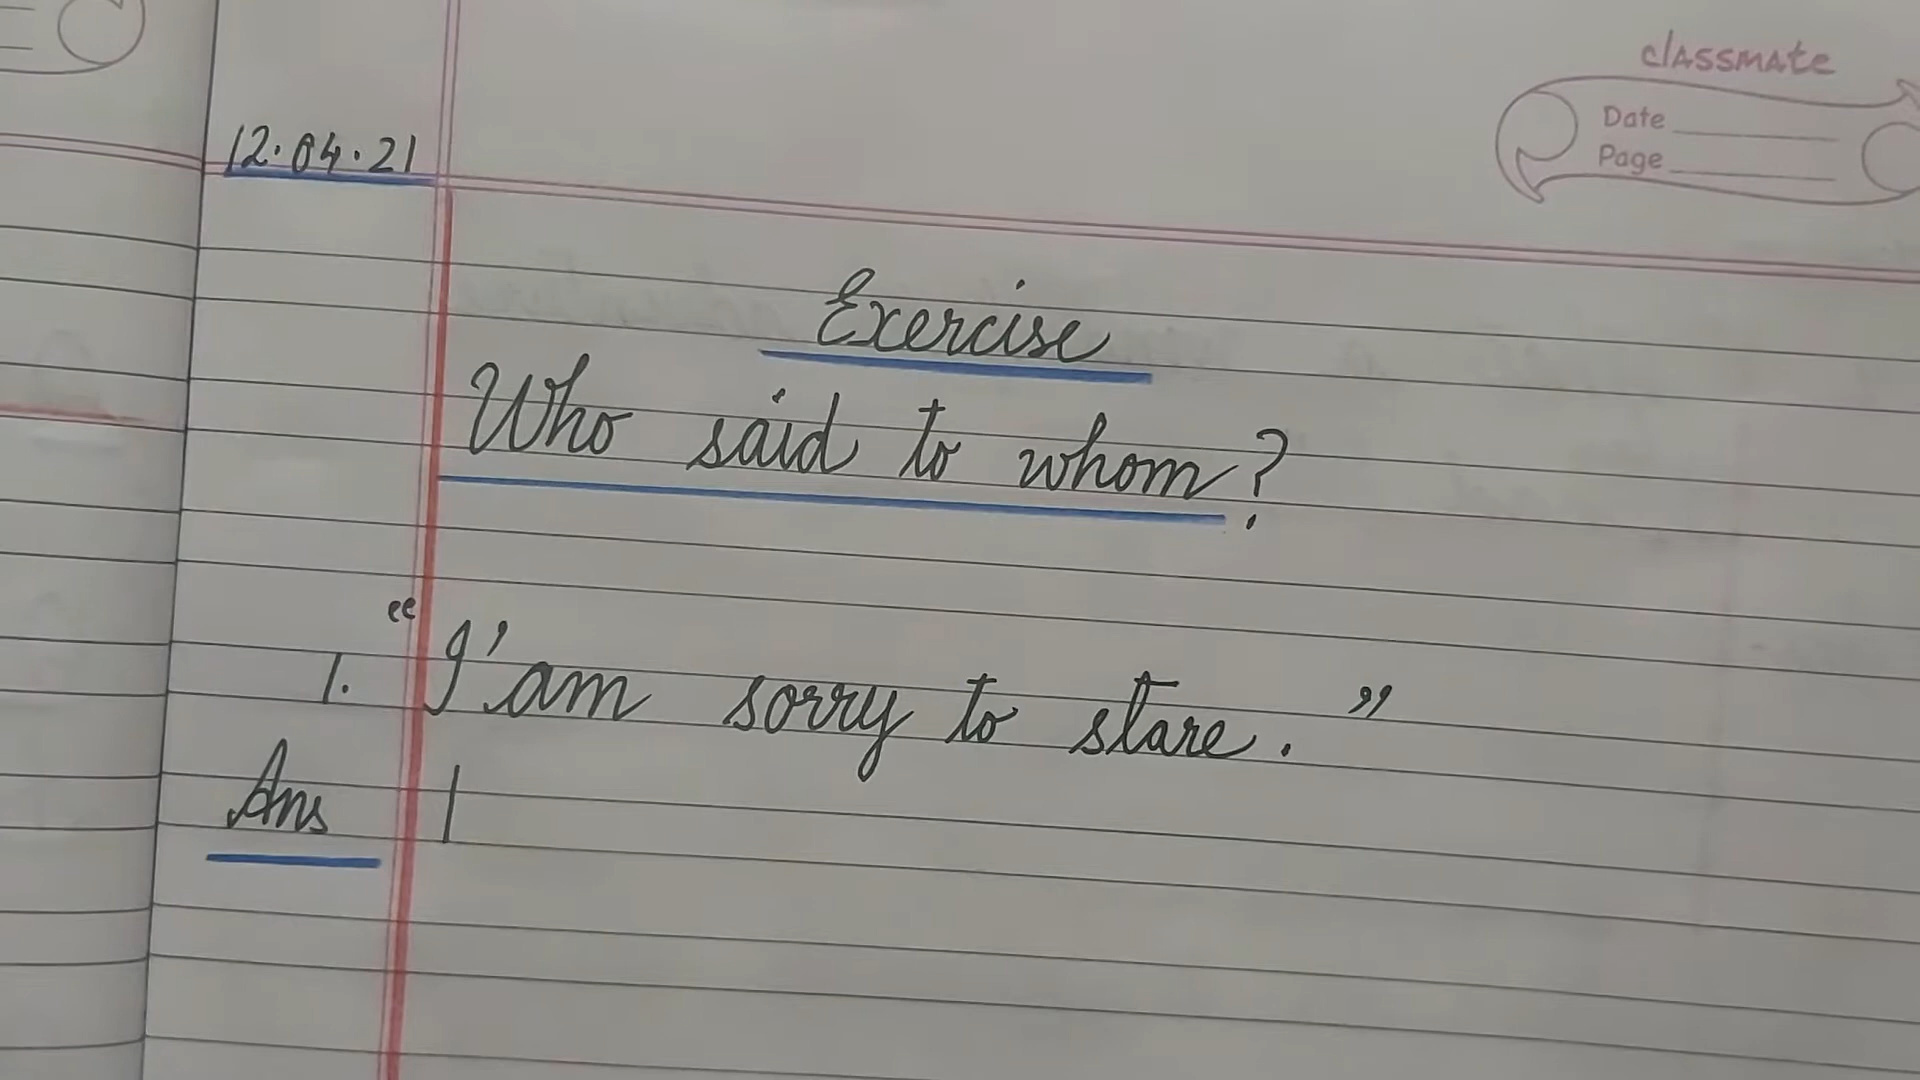 classmate
Date
Page
12.04.21
Exercise
Who said to whom?
1. "I'am sorry to stare."
Ans